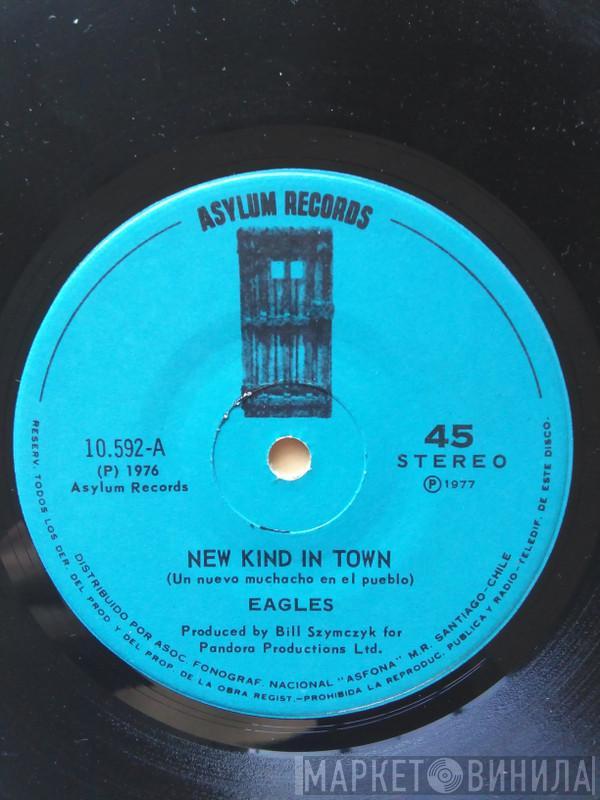 ASYLUM RECORDS
10.592-A
(P) 1976
Asylum Records
45
STEREO
Ⓟ 1977
NEW KIND IN TOWN
(Un nuevo muchacho en el pueblo)
EAGLES
Produced by Bill Szymczyk for
Pandora Productions Ltd.
RESERV. TODOS LOS DER. DEL PROD. Y DEL PROP. DE LA OBRA REGIST.-PROHIBIDA LA REPRODUC. PUBLICA Y RADIO-TELEDIF. DE ESTE DISCO.
DISTRIBUIDO POR ASOC. FONOGRAF. NACIONAL "ASFONA" M.R. SANTIAGO-CHILE
МАРКЕТ ВИНИЛА